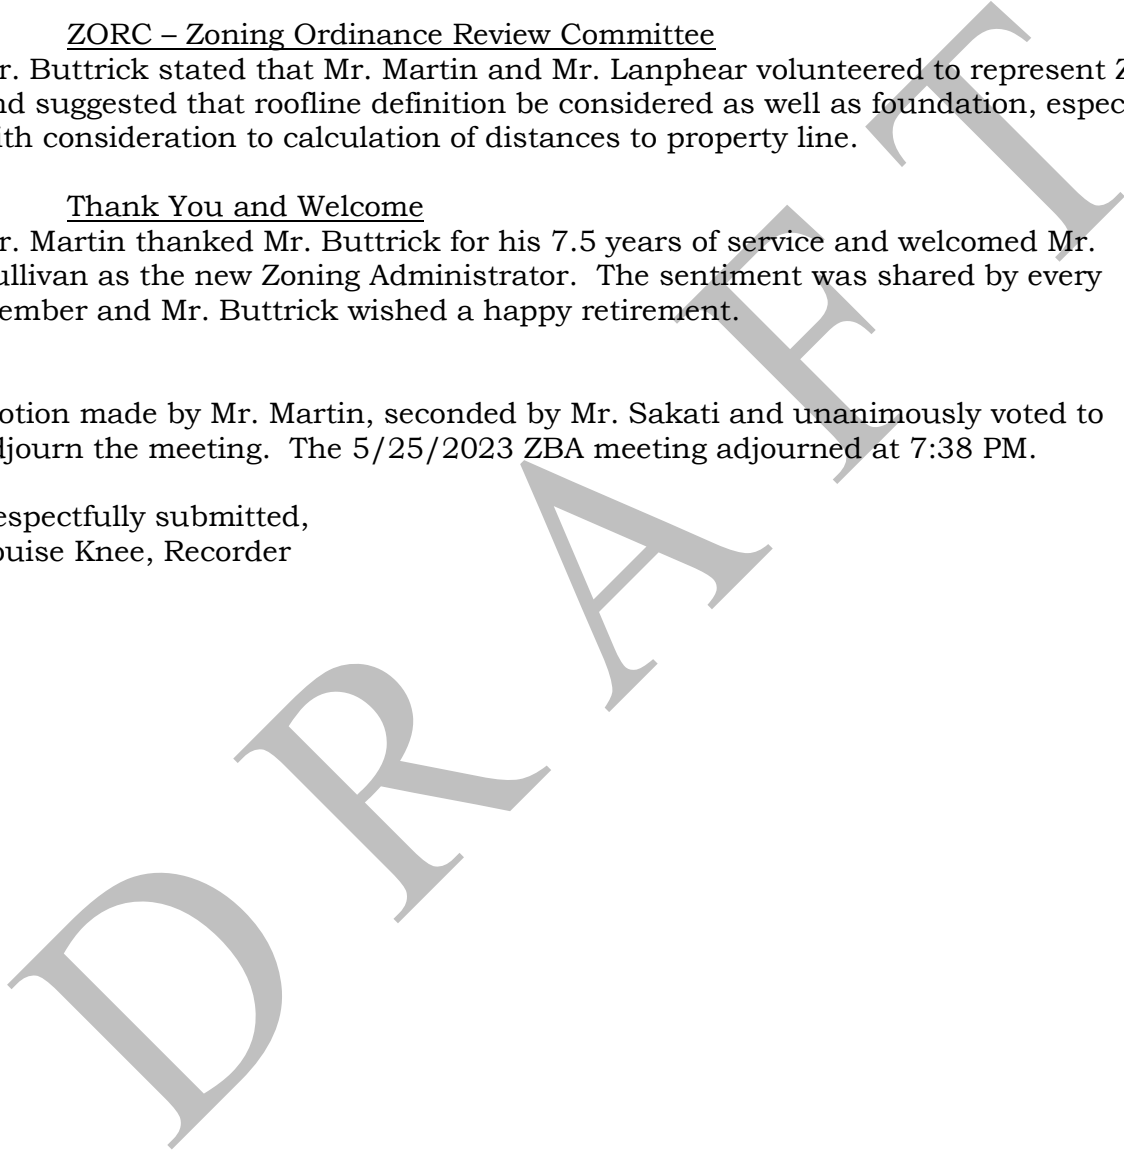 ZORC – Zoning Ordinance Review Committee
r. Buttrick stated that Mr. Martin and Mr. Lanphear volunteered to represent Z
nd suggested that roofline definition be considered as well as foundation, espec
ith consideration to calculation of distances to property line.
Thank You and Welcome
r. Martin thanked Mr. Buttrick for his 7.5 years of service and welcomed Mr.
ullivan as the new Zoning Administrator.  The sentiment was shared by every
ember and Mr. Buttrick wished a happy retirement.
otion made by Mr. Martin, seconded by Mr. Sakati and unanimously voted to
djourn the meeting.  The 5/25/2023 ZBA meeting adjourned at 7:38 PM.
espectfully submitted,
ouise Knee, Recorder
DRAFT